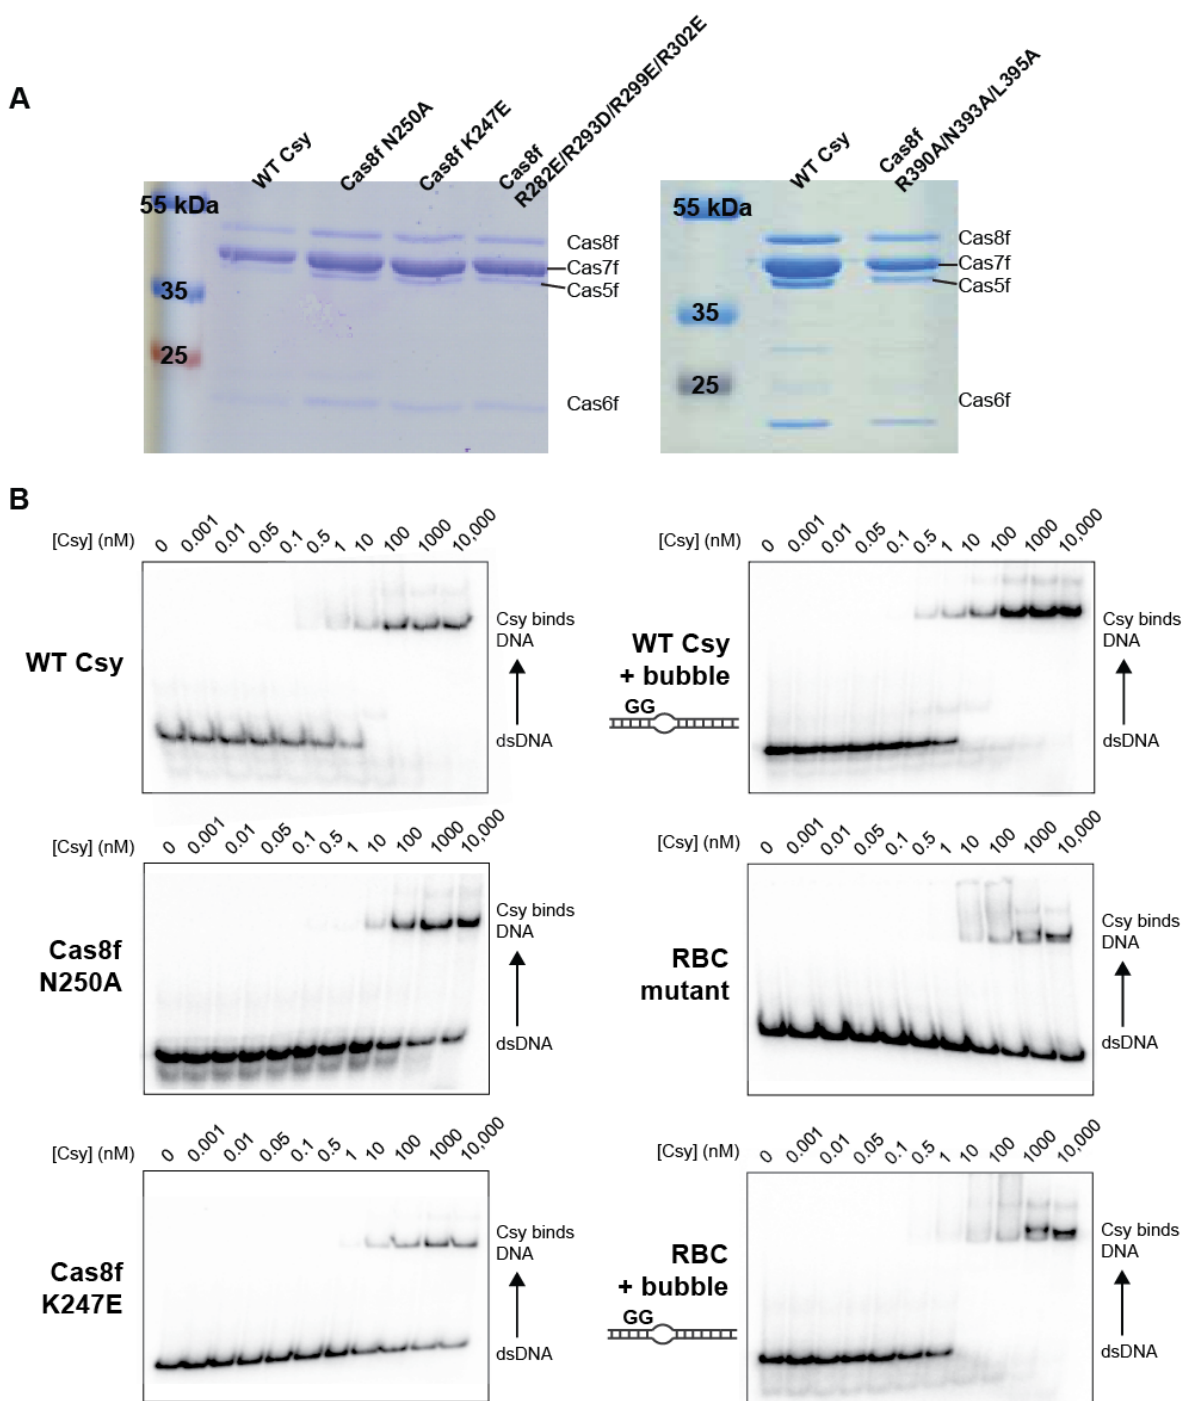 A
WT Csy
Cas8f N250A
Cas8f K247E
Cas8f
R282E/R293D/R299E/R302E
55 kDa
35
25
Cas8f
Cas7f
Cas5f
Cas6f
WT Csy
Cas8f
R390A/N393A/L395A
55 kDa
35
25
Cas8f
Cas7f
Cas5f
Cas6f
B
[Csy] (nM) 0 0.001 0.01 0.05 0.1 0.5 1 10 100 1000 10,000
WT Csy
Csy binds
DNA
dsDNA
[Csy] (nM) 0 0.001 0.01 0.05 0.1 0.5 1 10 100 1000 10,000
WT Csy
+ bubble
GG
Csy binds
DNA
dsDNA
[Csy] (nM) 0 0.001 0.01 0.05 0.1 0.5 1 10 100 1000 10,000
Cas8f
N250A
Csy binds
DNA
dsDNA
[Csy] (nM) 0 0.001 0.01 0.05 0.1 0.5 1 10 100 1000 10,000
RBC
mutant
Csy binds
DNA
dsDNA
[Csy] (nM) 0 0.001 0.01 0.05 0.1 0.5 1 10 100 1000 10,000
Cas8f
K247E
Csy binds
DNA
dsDNA
[Csy] (nM) 0 0.001 0.01 0.05 0.1 0.5 1 10 100 1000 10,000
RBC
+ bubble
GG
Csy binds
DNA
dsDNA